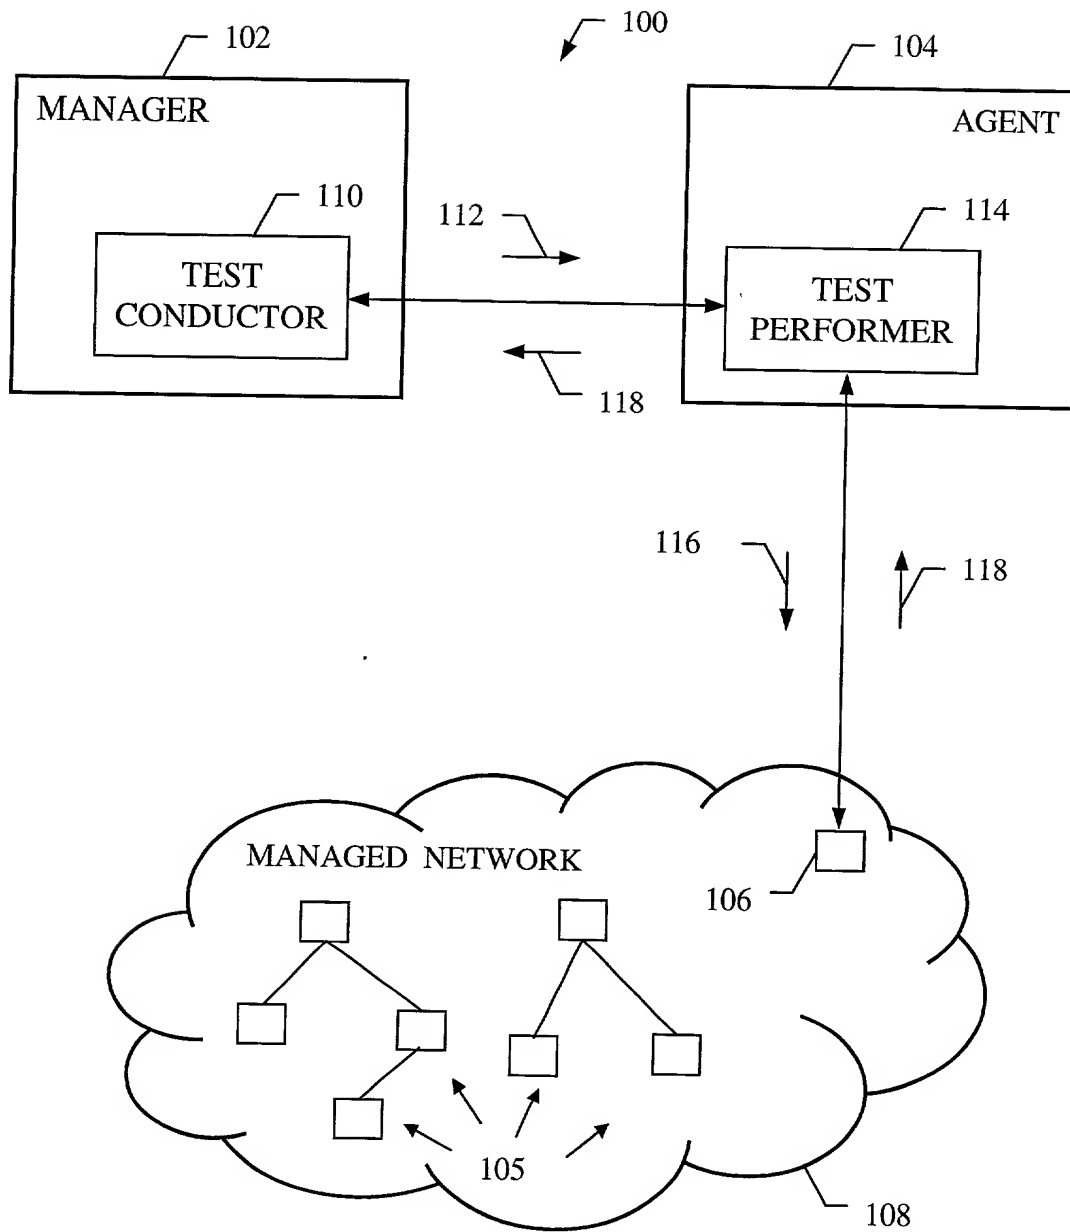 100
102
104
MANAGER
AGENT
110
112
114
TEST
CONDUCTOR
TEST
PERFORMER
118
116
118
MANAGED NETWORK
106
105
108